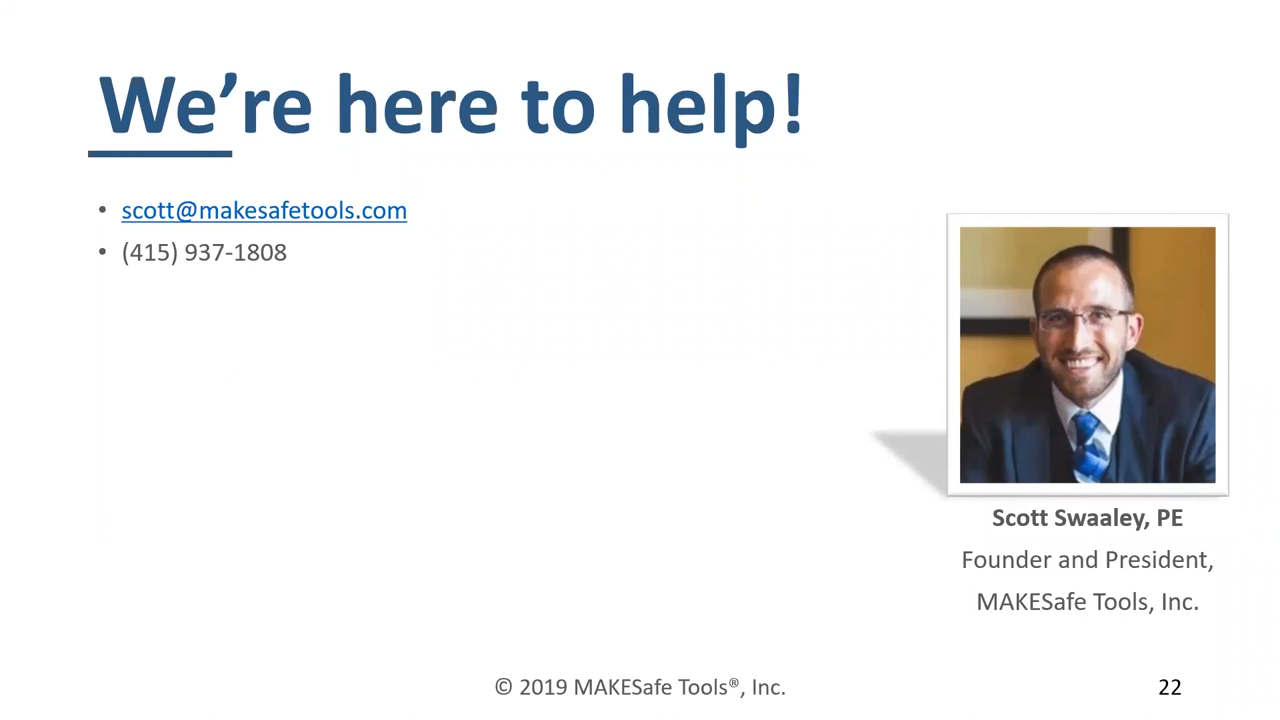 We’re here to help!
• scott@makesafetools.com
• (415) 937-1808
Scott Swaaley, PE
Founder and President,
MAKESafe Tools, Inc.
© 2019 MAKESafe Tools®, Inc.
22